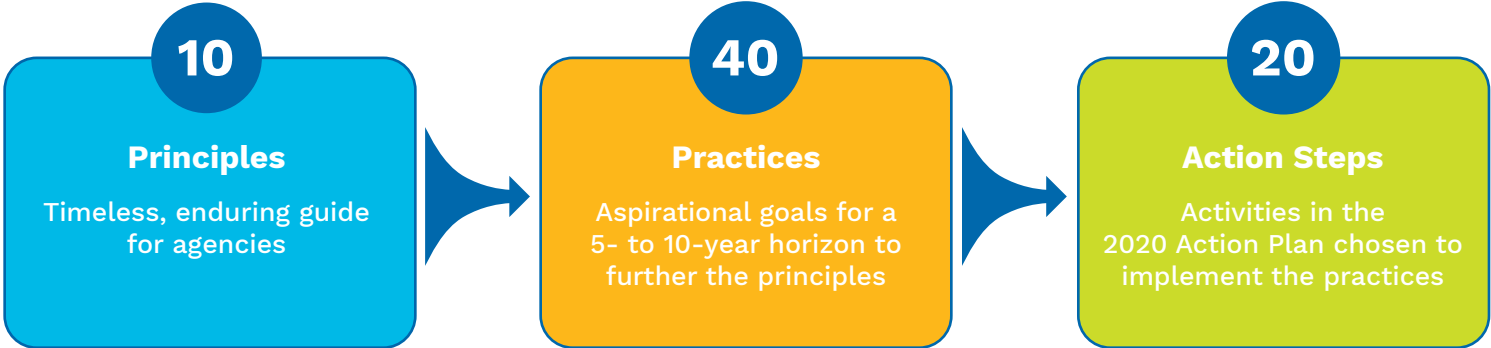 10
Principles
Timeless, enduring guide
for agencies
40
Practices
Aspirational goals for a
5- to 10-year horizon to
further the principles
20
Action Steps
Activities in the
2020 Action Plan chosen to
implement the practices